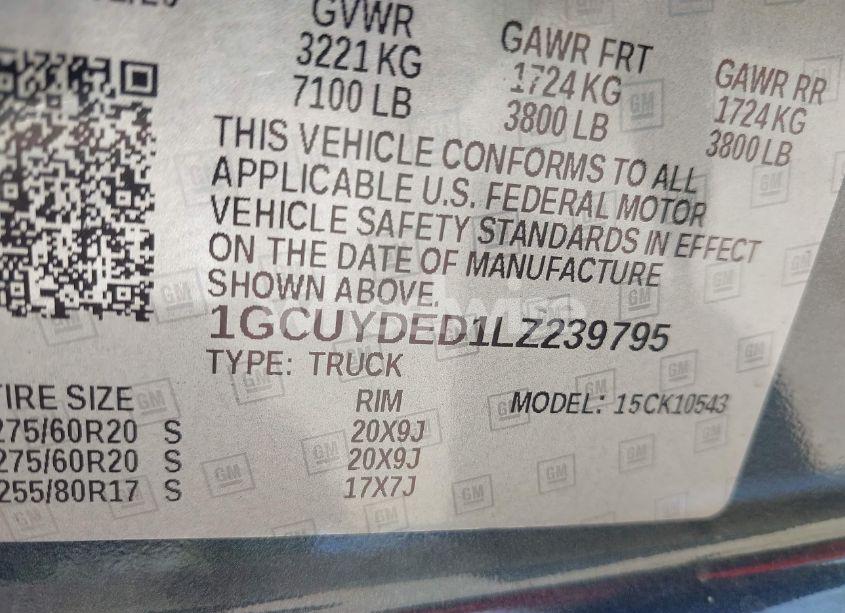 GVWR
3221 KG
7100 LB
GAWR FRT
1724 KG
3800 LB
GAWR RR
1724 KG
3800 LB
THIS VEHICLE CONFORMS TO ALL
APPLICABLE U.S. FEDERAL MOTOR
VEHICLE SAFETY STANDARDS IN EFFECT
ON THE DATE OF MANUFACTURE
SHOWN ABOVE.
1GCUYDED1LZ239795
TYPE: TRUCK
TIRE SIZE RIM MODEL: 15CK10543
275/60R20 S 20X9J
275/60R20 S 20X9J
255/80R17 S 17X7J